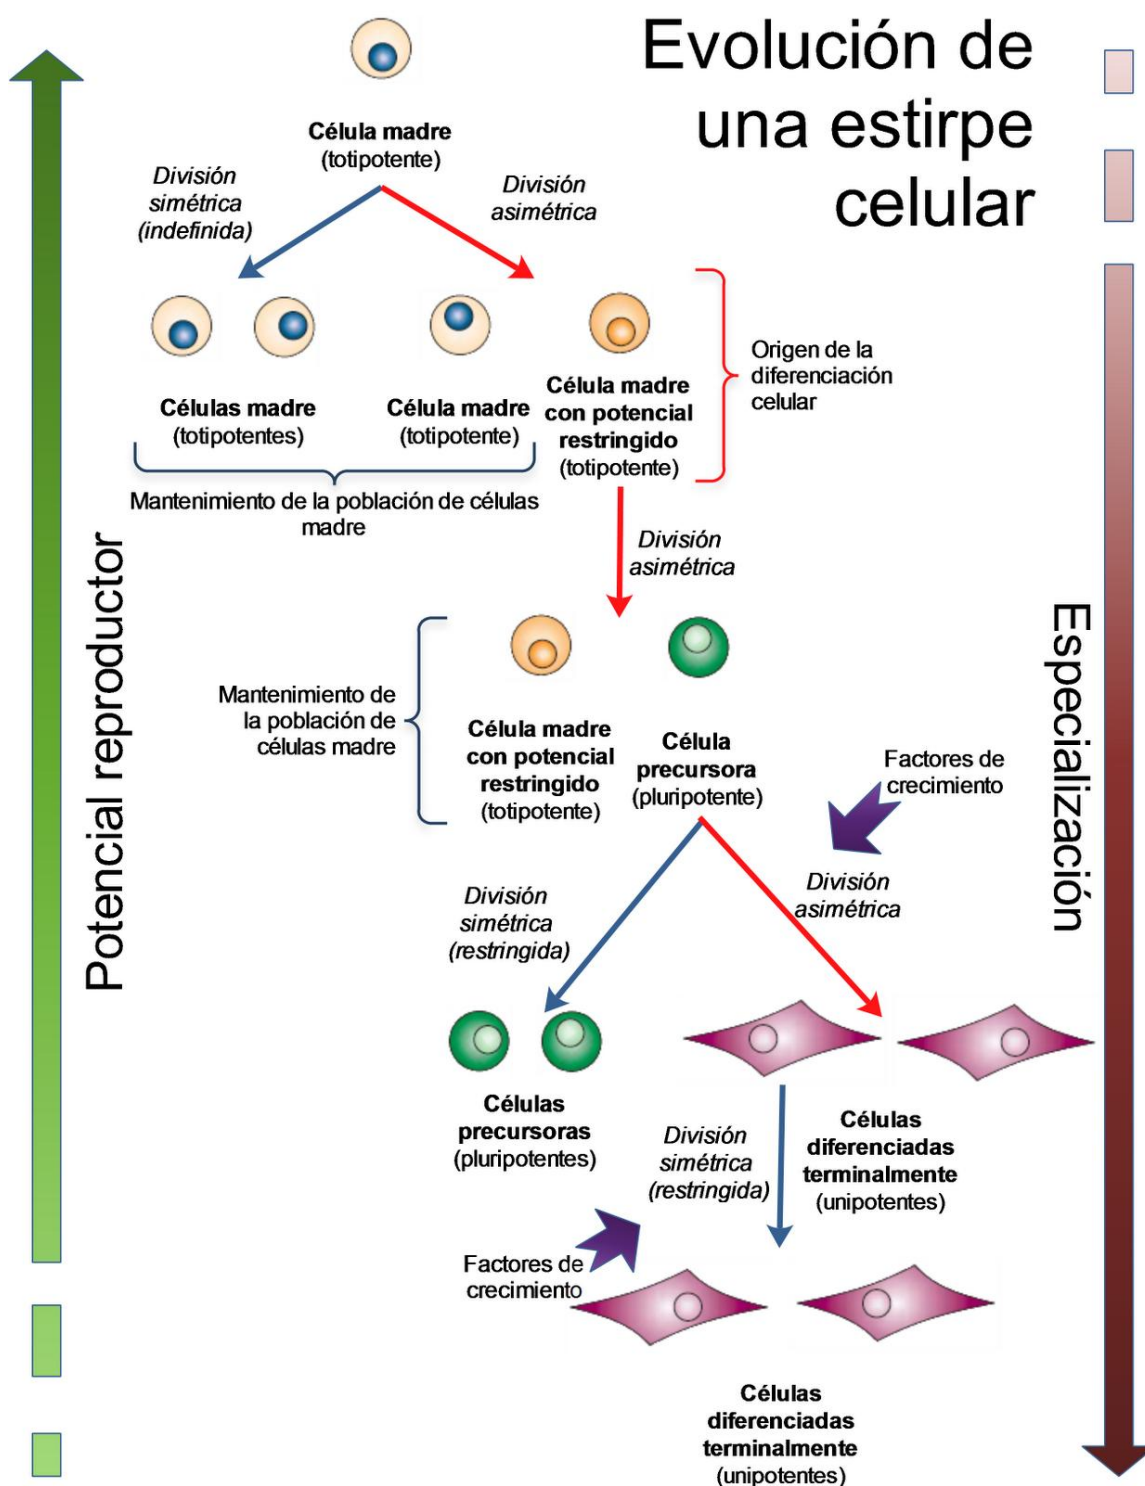 Evolución de
una estirpe
celular
Célula madre
(totipotente)
División
simétrica
(indefinida)
División
asimétrica
Células madre
(totipotentes)
Célula madre
(totipotente)
Célula madre
con potencial
restringido
(totipotente)
Origen de la
diferenciación
celular
Mantenimiento de la población de células
madre
División
asimétrica
Potencial reproductor
Especialización
Mantenimiento de
la población de
células madre
Célula madre
con potencial
restringido
(totipotente)
Célula
precursora
(pluripotente)
Factores de
crecimiento
División
simétrica
(restringida)
División
asimétrica
Células
precursoras
(pluripotentes)
División
simétrica
(restringida)
Células
diferenciadas
terminalmente
(unipotentes)
Factores de
crecimiento
Células
diferenciadas
terminalmente
(unipotentes)